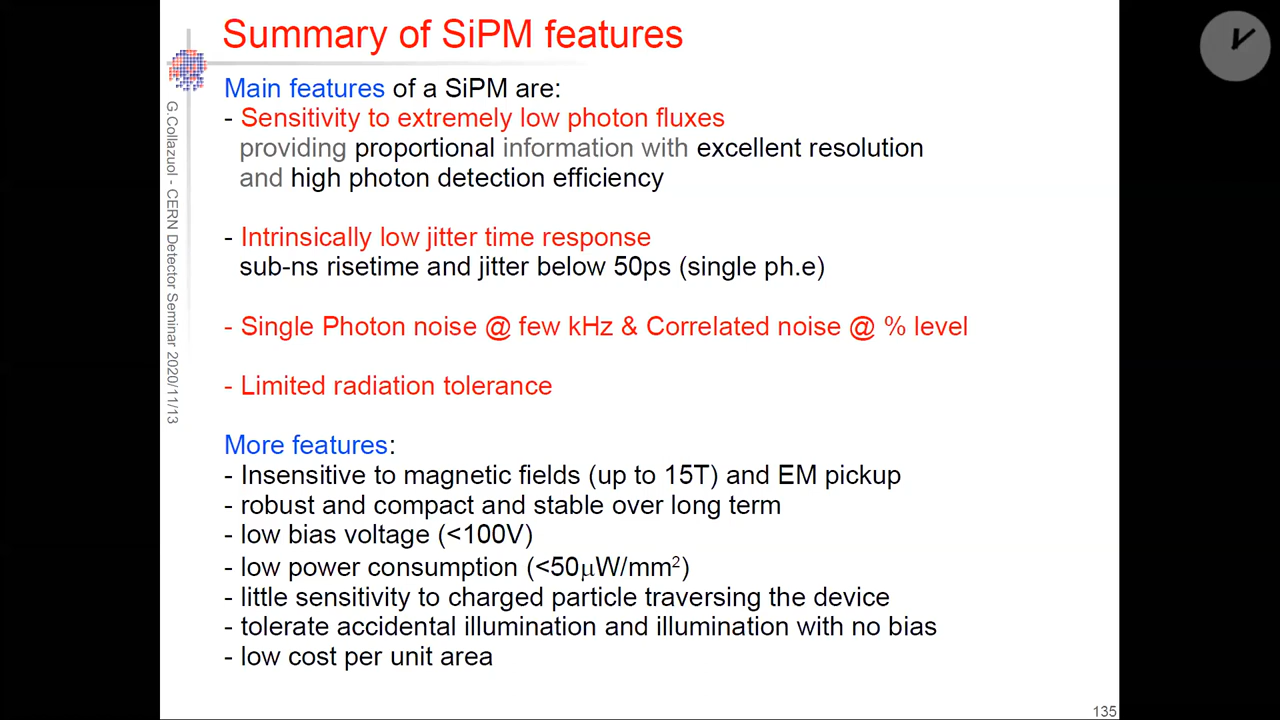 Summary of SiPM features
G.Collazuol - CERN Detector Seminar 2020/11/13
Main features of a SiPM are:
- Sensitivity to extremely low photon fluxes
providing proportional information with excellent resolution
and high photon detection efficiency
- Intrinsically low jitter time response
sub-ns risetime and jitter below 50ps (single ph.e)
- Single Photon noise @ few kHz & Correlated noise @ % level
- Limited radiation tolerance
More features:
- Insensitive to magnetic fields (up to 15T) and EM pickup
- robust and compact and stable over long term
- low bias voltage (<100V)
- low power consumption (<50μW/mm²)
- little sensitivity to charged particle traversing the device
- tolerate accidental illumination and illumination with no bias
- low cost per unit area
135